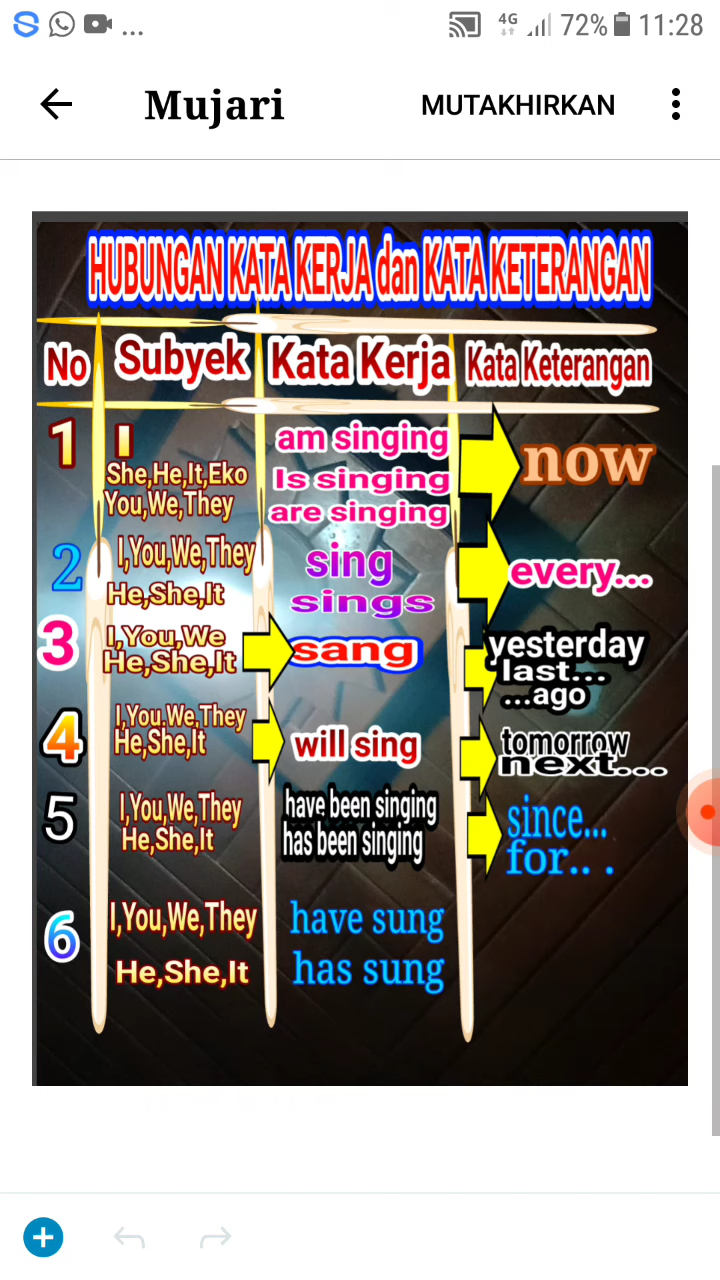 ... 4G 72% 11:28
Mujari MUTAKHIRKAN
HUBUNGAN KATA KERJA dan KATA KETERANGAN
No Subyek Kata Kerja Kata Keterangan
1 I am singing now
She,He,It,Eko Is singing
You,We,They are singing
2 I,You,We,They sing every...
He,She,It sings
3 I,You,We sang yesterday
He,She,It last...
...ago
4 I,You.We,They will sing tomorrow
He,She,It next....
5 I,You,We,They have been singing since...
He,She,It has been singing for.. .
6 I,You,We,They have sung
He,She,It has sung